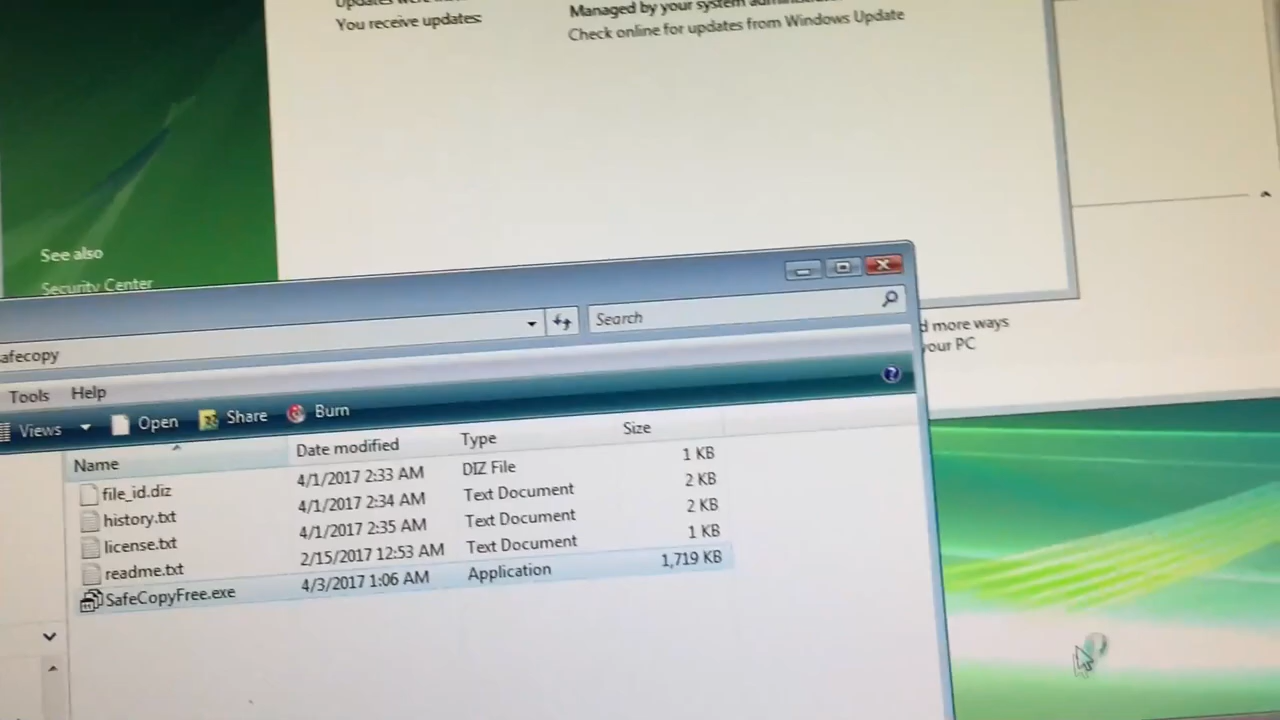 Updates were
You receive updates:
Managed by your system
Check online for updates from Windows Update
See also
Security Center
d more ways
your PC
Search
afecopy
Tools Help
Views Open Share Burn
Name Date modified Type Size
file_id.diz 4/1/2017 2:33 AM DIZ File 1 KB
history.txt 4/1/2017 2:34 AM Text Document 2 KB
license.txt 4/1/2017 2:35 AM Text Document 2 KB
readme.txt 2/15/2017 12:53 AM Text Document 1 KB
SafeCopyFree.exe 4/3/2017 1:06 AM Application 1,719 KB